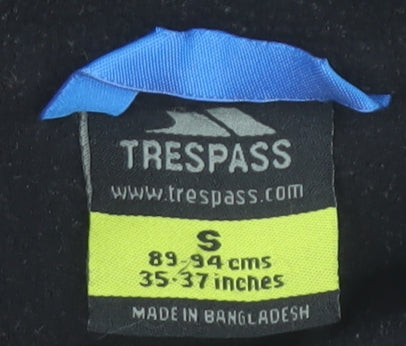 TRESPASS
www.trespass.com
S
89-94 cms
35-37 inches
MADE IN BANGLADESH